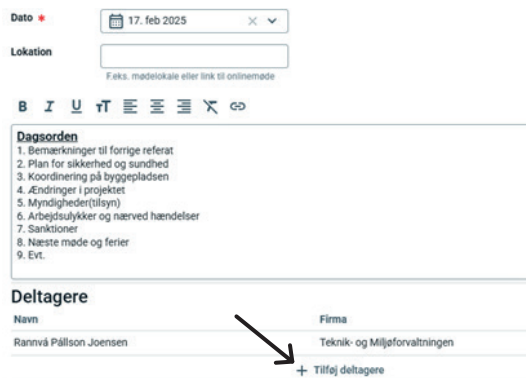 Dato *
17. feb 2025
Lokation
F.eks. mødelokale eller link til onlinemøde
B I U TT
Dagsorden
1. Bemærkninger til forrige referat
2. Plan for sikkerhed og sundhed
3. Koordinering på byggepladsen
4. Ændringer i projektet
5. Myndigheder(tilsyn)
6. Arbejdsulykker og nærved hændelser
7. Sanktioner
8. Næste møde og ferier
9. Evt.
Deltagere
Navn Firma
Rannvá Pállson Joensen Teknik- og Miljøforvaltningen
+ Tilføj deltagere